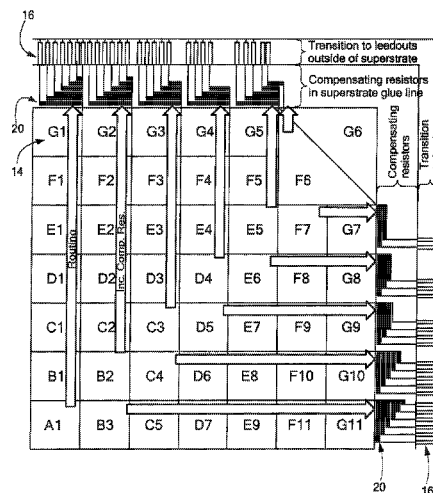 16
Transition to leadouts
outside of superstrate
Compensating resistors
in superstrate glue line
20
14
G1 G2 G3 G4 G5 G6
F1 F2 F3 F4 F5 F6
E1 E2 E3 E4 E5 F7 G7
D1 D2 D3 D4 E6 F8 G8
C1 C2 C3 D5 E7 F9 G9
B1 B2 C4 D6 E8 F10 G10
A1 B3 C5 D7 E9 F11 G11
Routing
Inc. Comp. Res.
Compensating
resistors
Transition
20
16